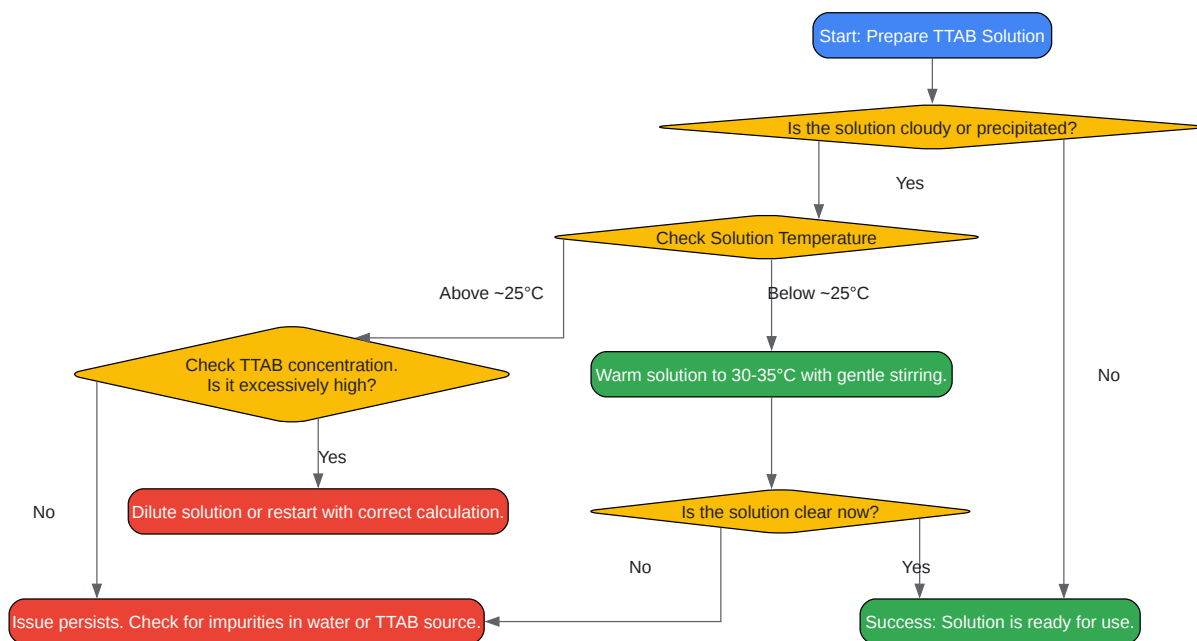 Start: Prepare TTAB Solution
Is the solution cloudy or precipitated?
Yes
Check Solution Temperature
Above ~25°C
Below ~25°C
Check TTAB concentration.
Is it excessively high?
Warm solution to 30-35°C with gentle stirring.
No
Yes
No
Dilute solution or restart with correct calculation.
Is the solution clear now?
No
Yes
Issue persists. Check for impurities in water or TTAB source.
Success: Solution is ready for use.